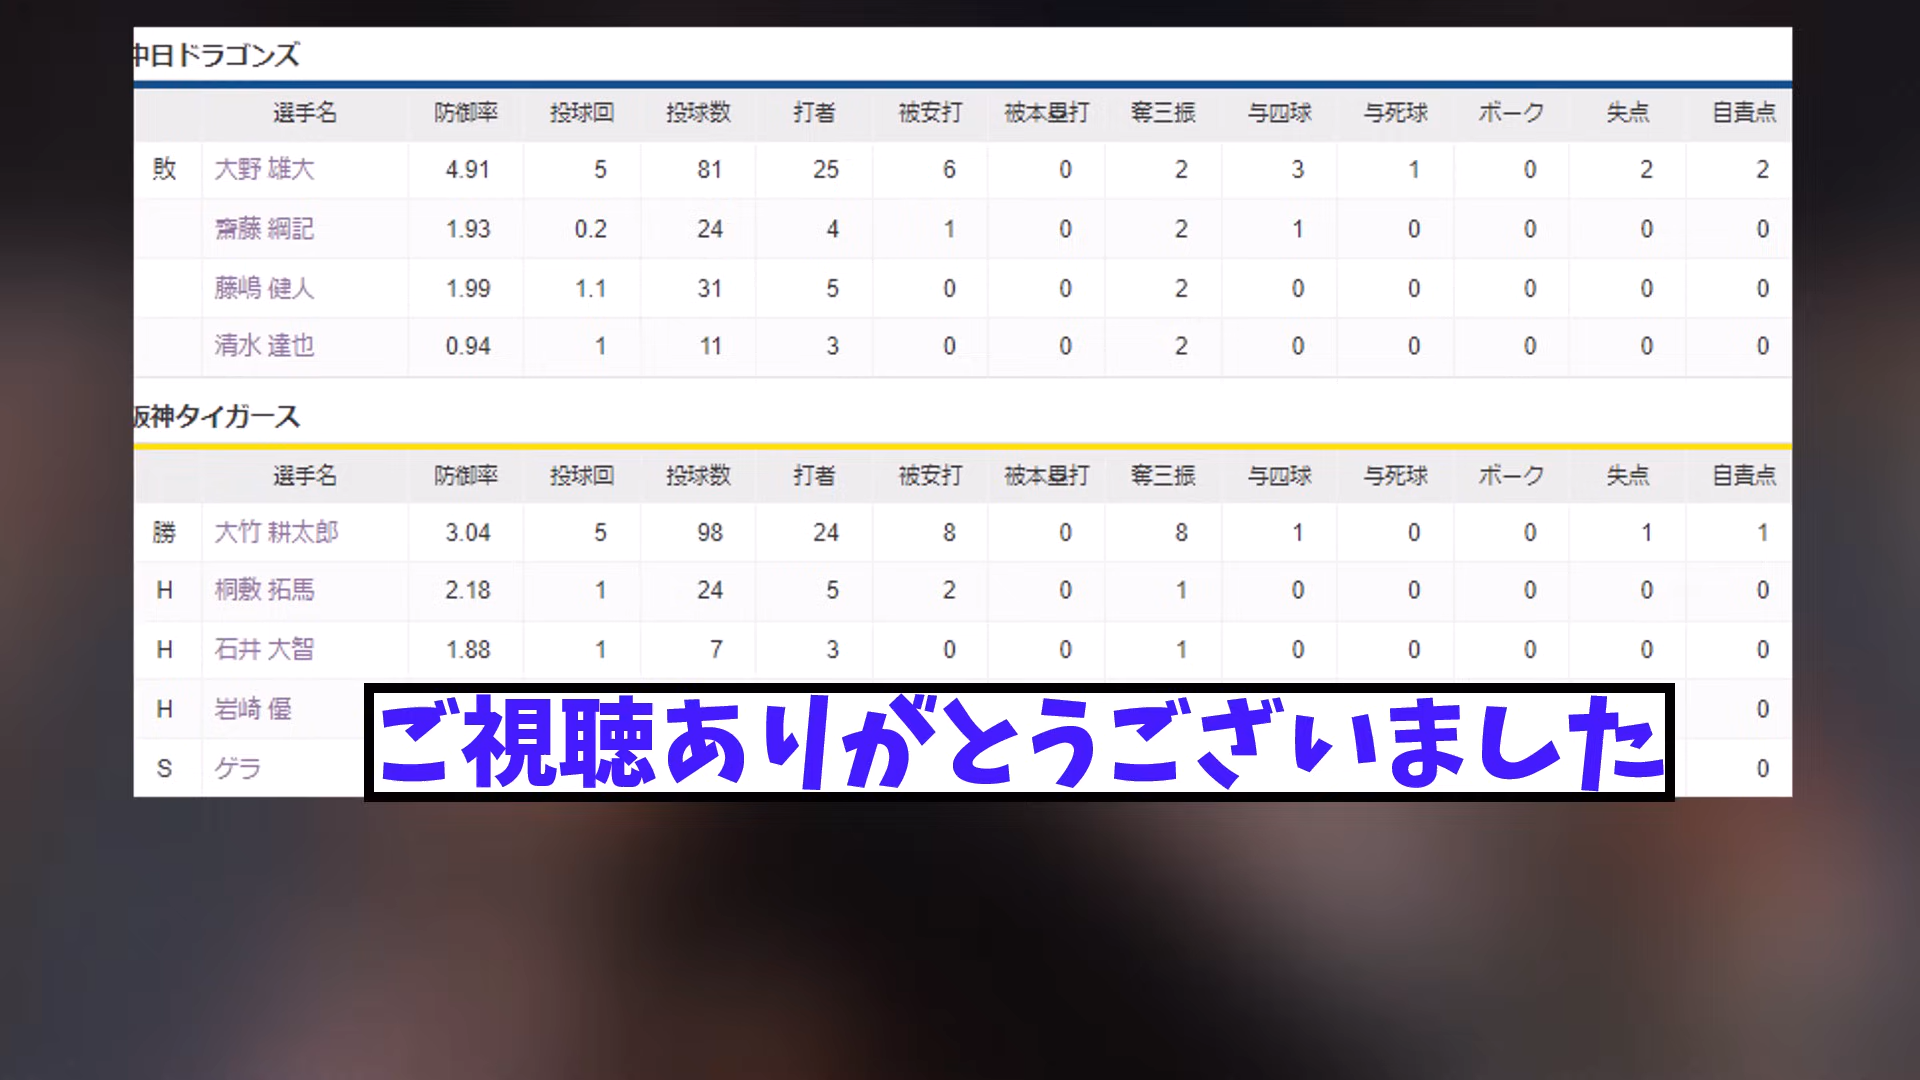 中日ドラゴンズ
選手名 防御率 投球回 投球数 打者 被安打 被本塁打 奪三振 与四球 与死球 ボーク 失点 自責点
敗 大野 雄大 4.91 5 81 25 6 0 2 3 1 0 2 2
齋藤 綱記 1.93 0.2 24 4 1 0 2 1 0 0 0 0
藤嶋 健人 1.99 1.1 31 5 0 0 2 0 0 0 0 0
清水 達也 0.94 1 11 3 0 0 2 0 0 0 0 0
阪神タイガース
選手名 防御率 投球回 投球数 打者 被安打 被本塁打 奪三振 与四球 与死球 ボーク 失点 自責点
勝 大竹 耕太郎 3.04 5 98 24 8 0 8 1 0 0 1 1
H 桐敷 拓馬 2.18 1 24 5 2 0 1 0 0 0 0 0
H 石井 大智 1.88 1 7 3 0 0 1 0 0 0 0 0
H 岩崎 優 0
S ゲラ 0
ご視聴ありがとうございました